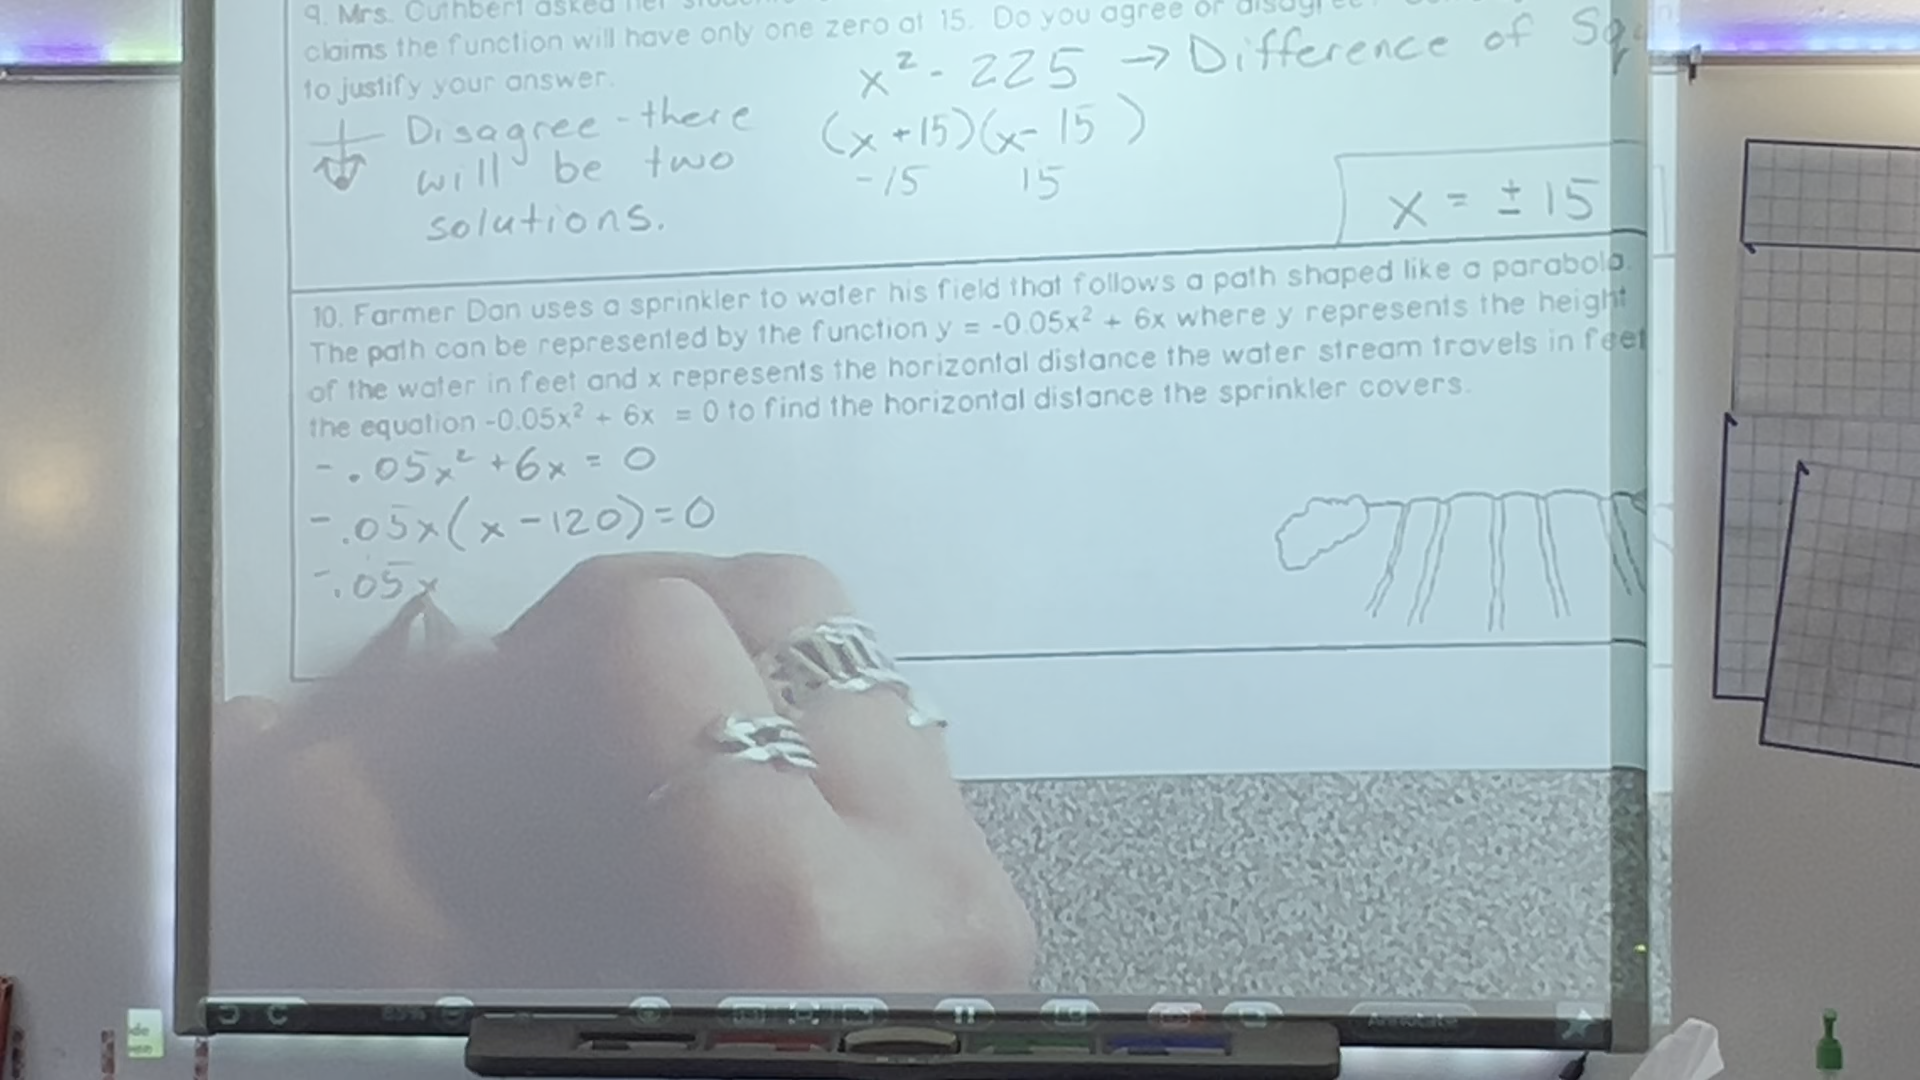 9. Mrs. Cuthbert asked her
claims the function will have only one zero at 15. Do you agree or
to justify your answer.
x² - 225 → Difference of
Disagree - there
will be two
solutions.
(x + 15)(x - 15)
-15 15
x = ± 15
10. Farmer Dan uses a sprinkler to water his field that follows a path shaped like a parabola.
The path can be represented by the function y = -0.05x² + 6x where y represents the height
of the water in feet and x represents the horizontal distance the water stream travels in feet
the equation -0.05x² + 6x = 0 to find the horizontal distance the sprinkler covers.
- .05x² + 6x = 0
- .05x(x - 120) = 0
- .05x
Annotate